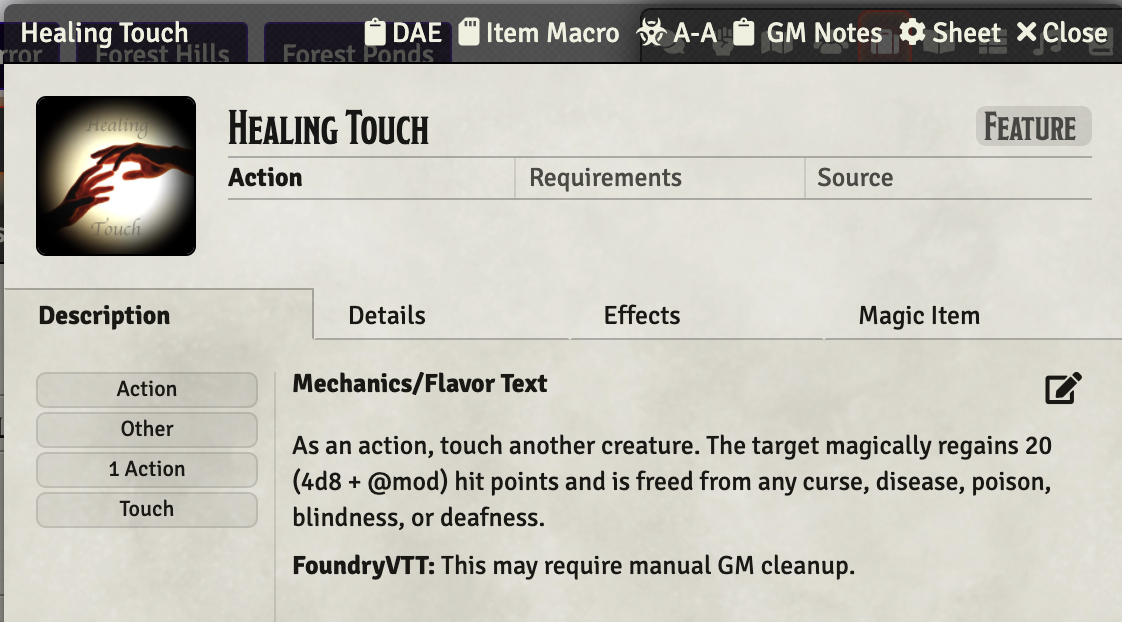 Healing Touch DAE Item Macro A-A GM Notes Sheet Close
Forest Hills Forest Ponds
Healing
Touch
Healing Touch Feature
Action Requirements Source
Description Details Effects Magic Item
Action
Other
1 Action
Touch
Mechanics/Flavor Text
As an action, touch another creature. The target magically regains 20
(4d8 + @mod) hit points and is freed from any curse, disease, poison,
blindness, or deafness.
FoundryVTT: This may require manual GM cleanup.